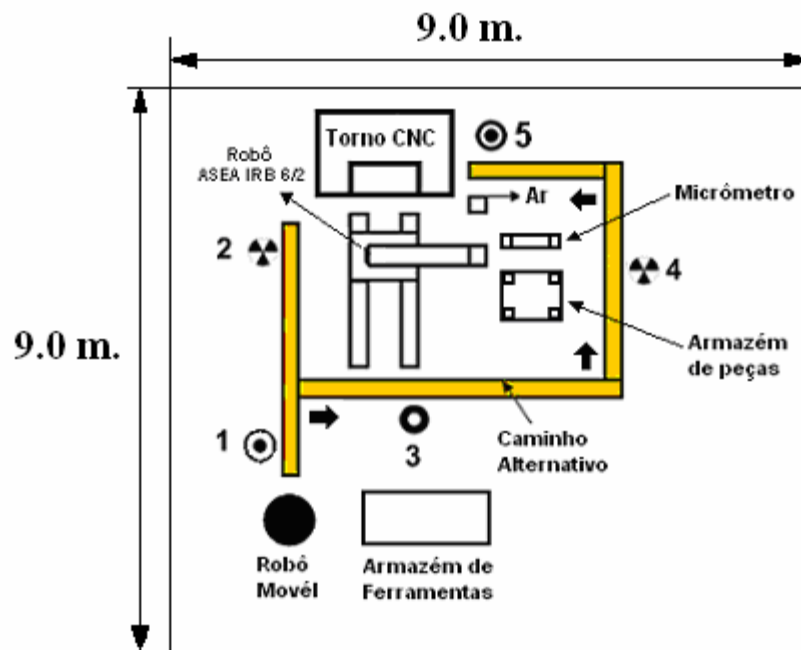 9.0 m.
9.0 m.
Torno CNC
5
Robô
ASEA IRB 6/2
Ar
Micrômetro
2
4
Armazém
de peças
1
3
Caminho
Alternativo
Robô
Movél
Armazém de
Ferramentas